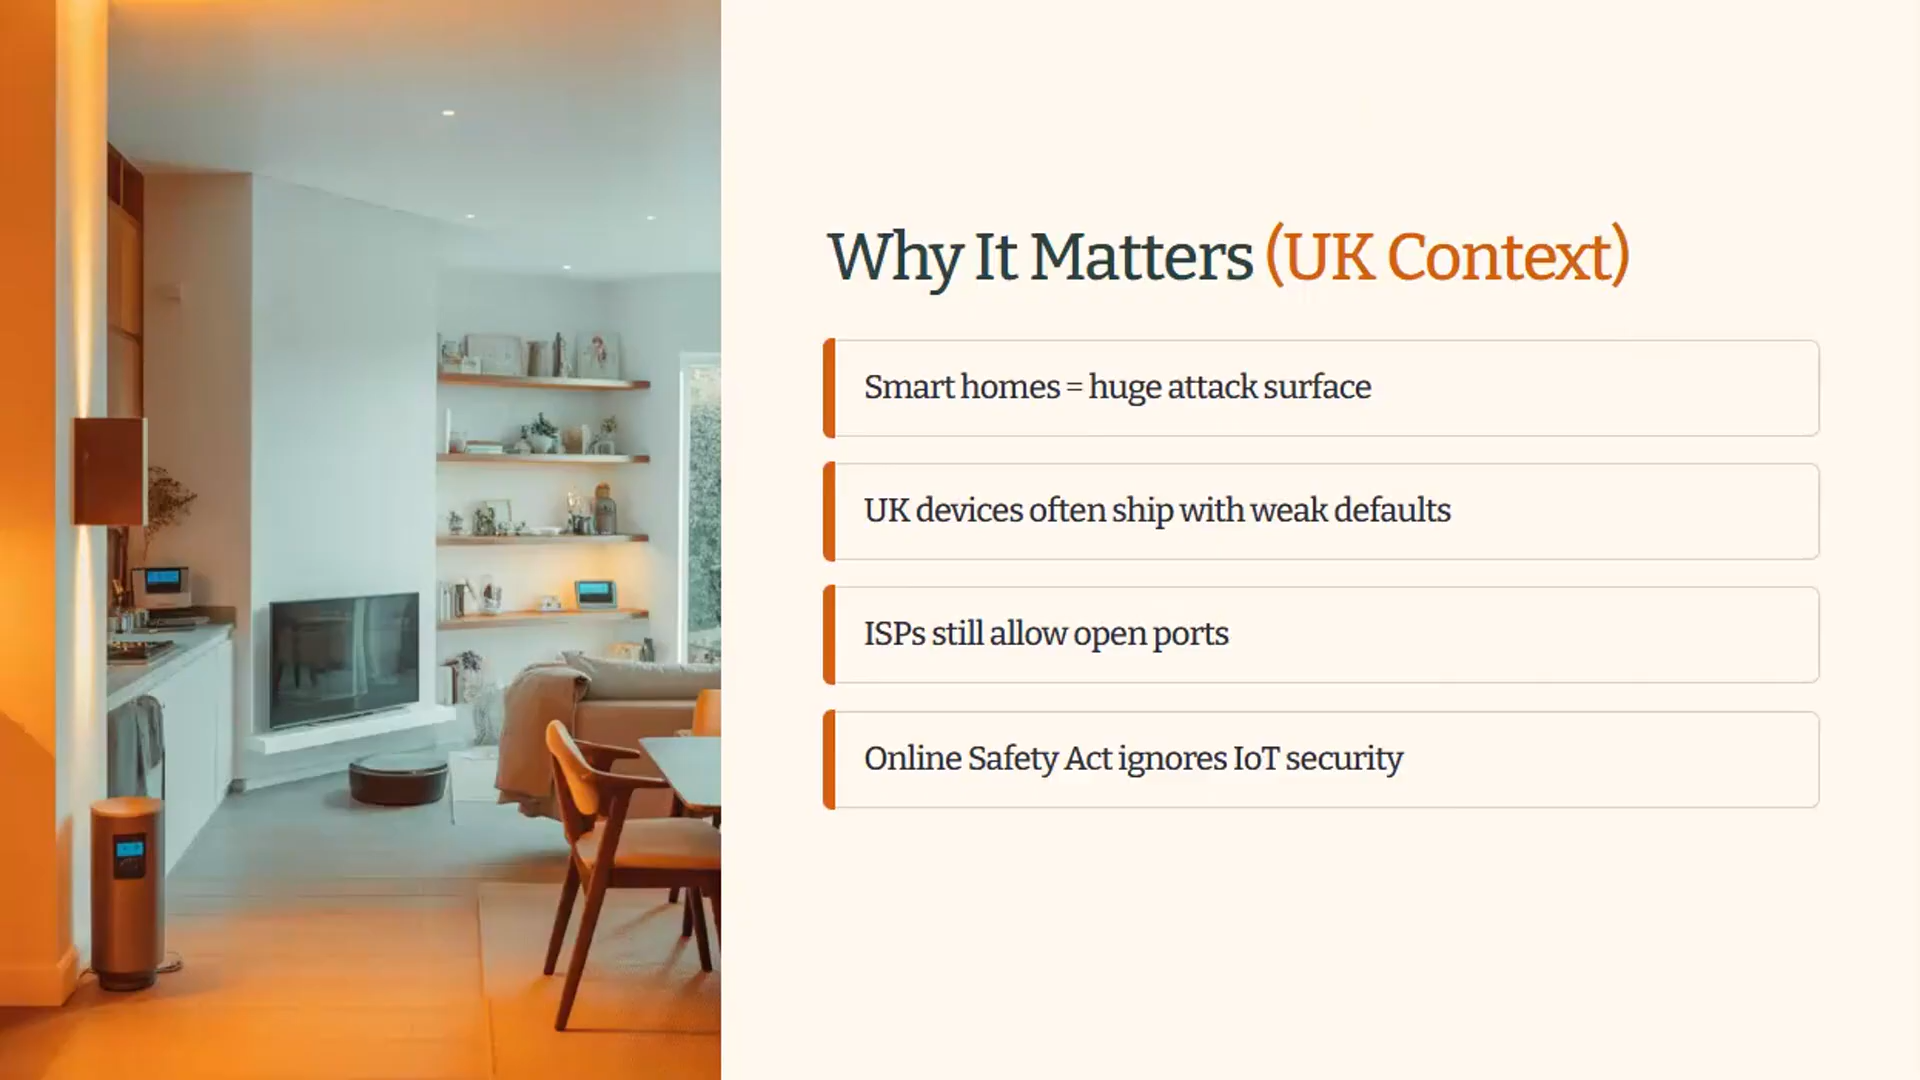 Why It Matters (UK Context)
Smart homes = huge attack surface
UK devices often ship with weak defaults
ISPs still allow open ports
Online Safety Act ignores IoT security